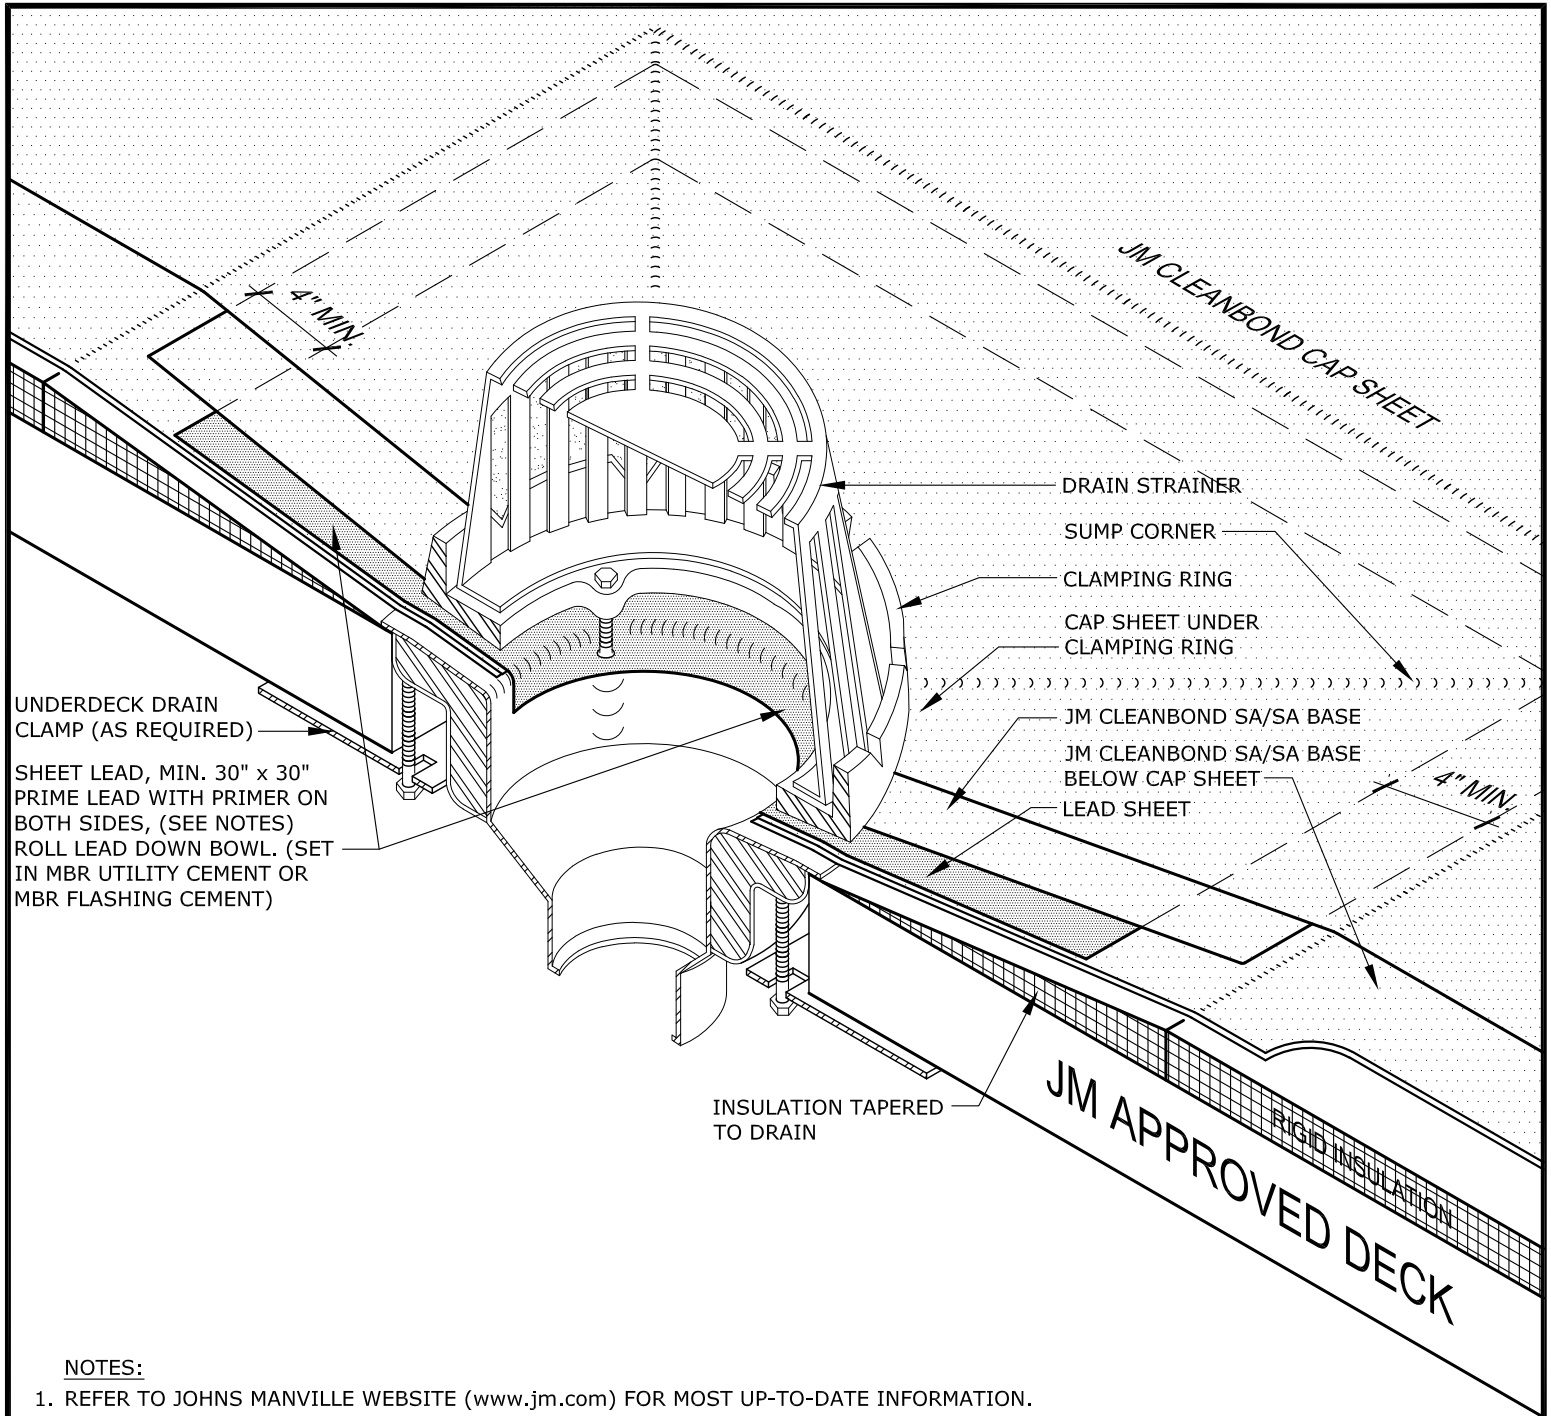 4" MIN.
JM CLEANBOND CAP SHEET
DRAIN STRAINER
SUMP CORNER
CLAMPING RING
CAP SHEET UNDER
CLAMPING RING
UNDERDECK DRAIN
CLAMP (AS REQUIRED)
SHEET LEAD, MIN. 30" x 30"
PRIME LEAD WITH PRIMER ON
BOTH SIDES, (SEE NOTES)
ROLL LEAD DOWN BOWL. (SET
IN MBR UTILITY CEMENT OR
MBR FLASHING CEMENT)
JM CLEANBOND SA/SA BASE
JM CLEANBOND SA/SA BASE
BELOW CAP SHEET
LEAD SHEET
4" MIN.
INSULATION TAPERED
TO DRAIN
RIGID INSULATION
JM APPROVED DECK
NOTES:
1. REFER TO JOHNS MANVILLE WEBSITE (www.jm.com) FOR MOST UP-TO-DATE INFORMATION.